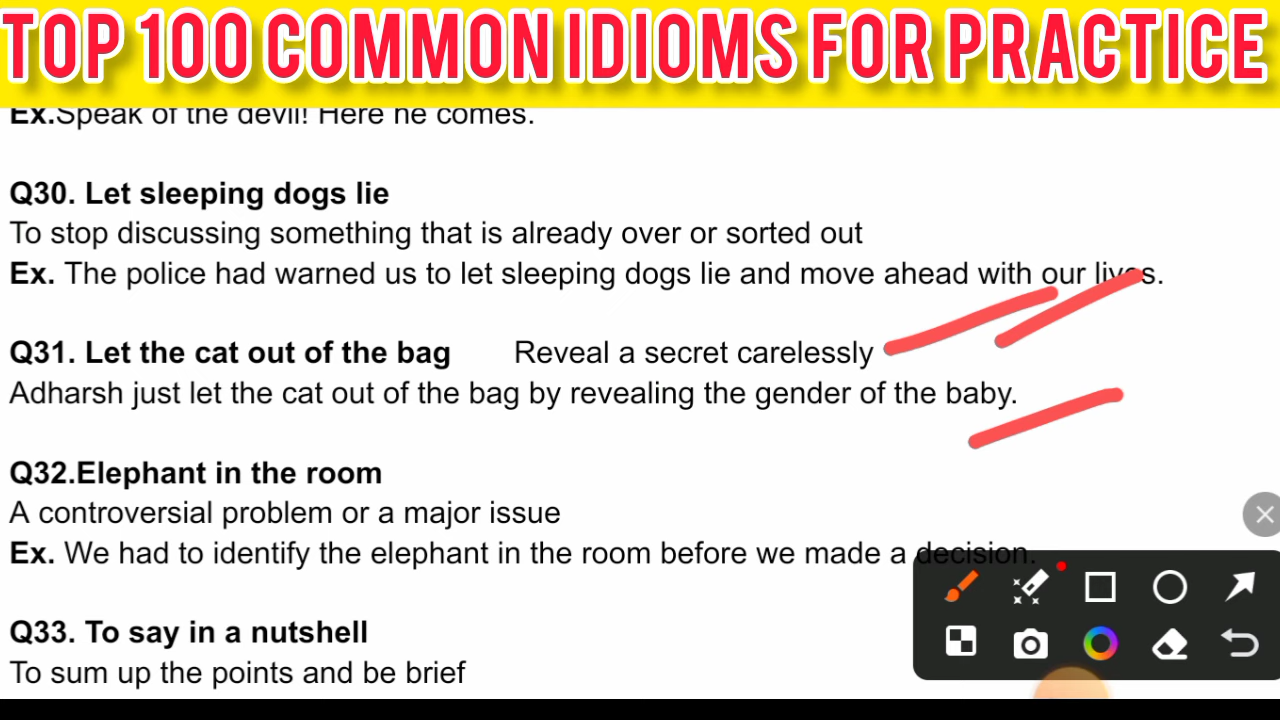 TOP 100 COMMON IDIOMS FOR PRACTICE
Ex.Speak of the devil! Here he comes.
Q30. Let sleeping dogs lie
To stop discussing something that is already over or sorted out
Ex. The police had warned us to let sleeping dogs lie and move ahead with our lives.
Q31. Let the cat out of the bag Reveal a secret carelessly
Adharsh just let the cat out of the bag by revealing the gender of the baby.
Q32.Elephant in the room
A controversial problem or a major issue
Ex. We had to identify the elephant in the room before we made a decision.
Q33. To say in a nutshell
To sum up the points and be brief